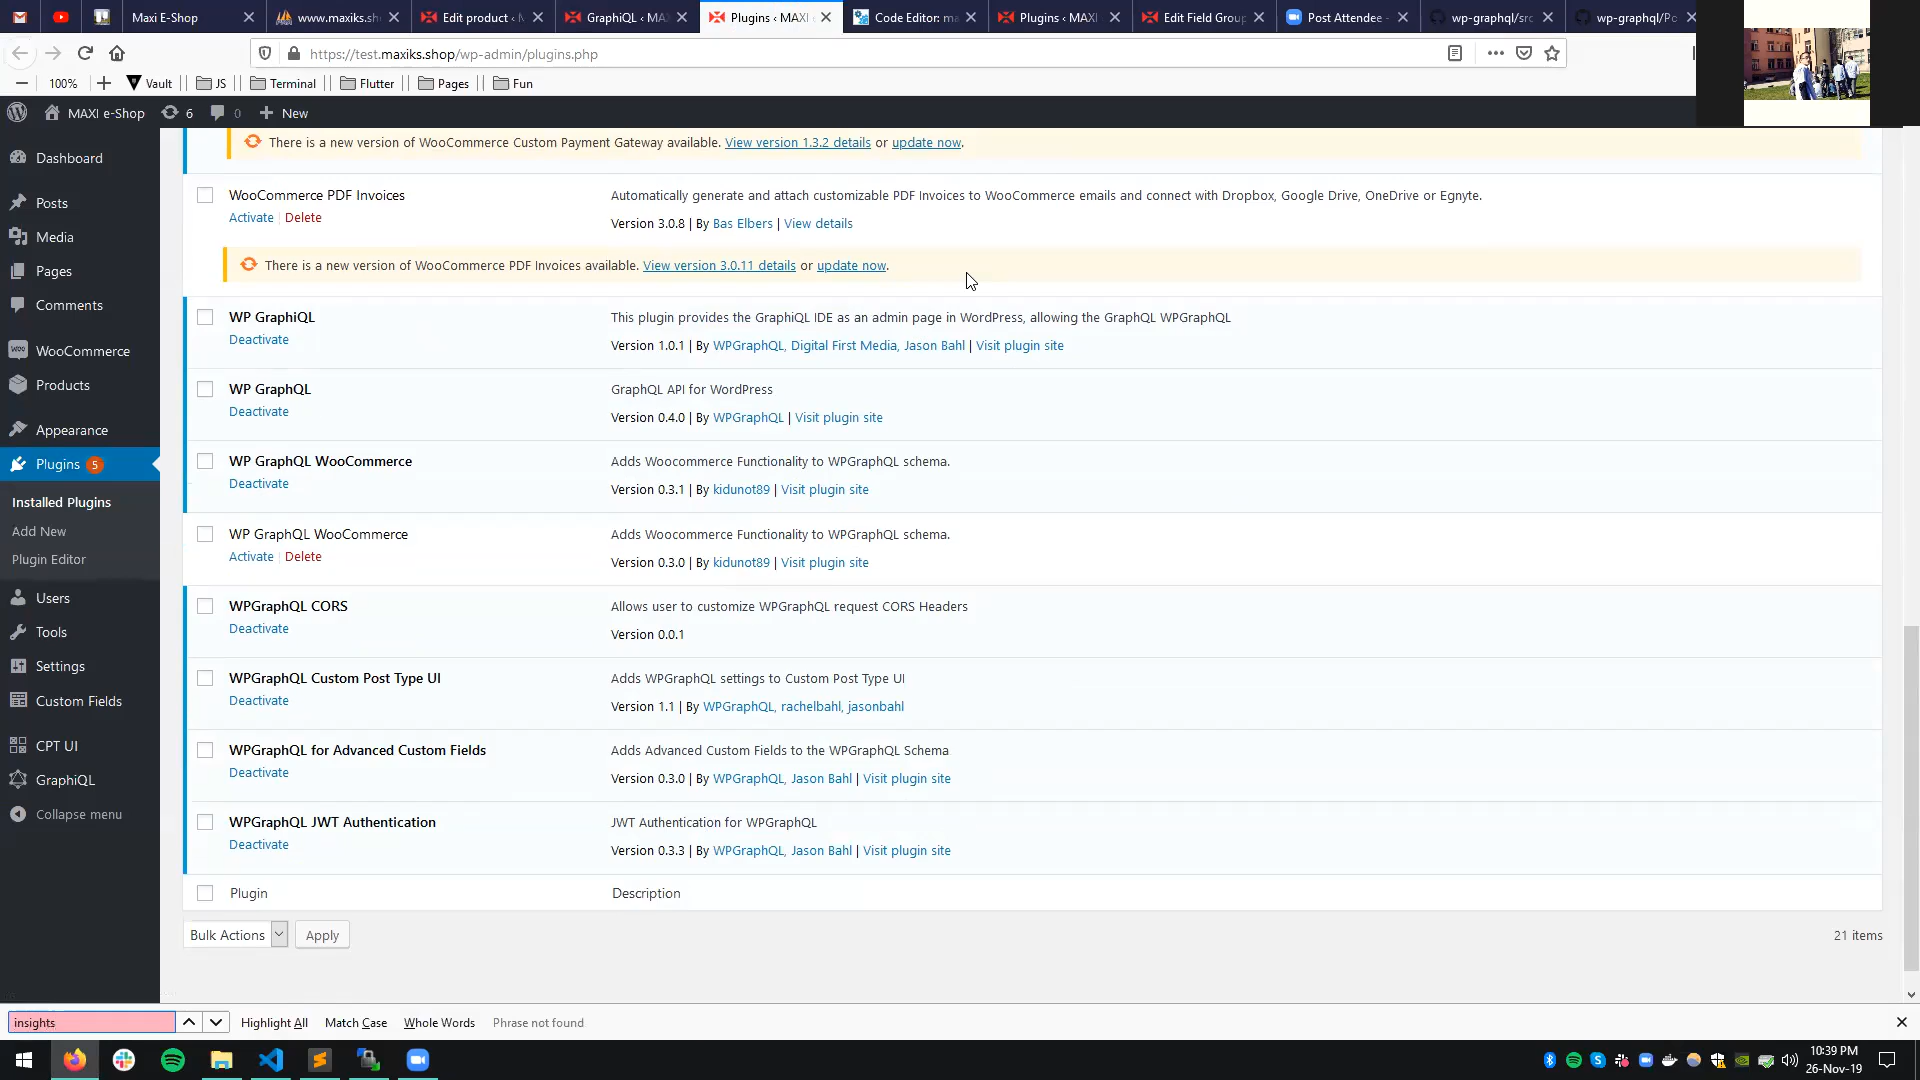 Maxi E-Shop
www.maxiks.sh
Edit product ‹
GraphiQL ‹ MA
Plugins ‹ MAXI
Code Editor: ma
Plugins ‹ MAXI
Edit Field Group
Post Attendee -
wp-graphql/src
wp-graphql/Po
https://test.maxiks.shop/wp-admin/plugins.php
100%
Vault
JS
Terminal
Flutter
Pages
Fun
MAXI e-Shop
6
0
New
Dashboard
Posts
Media
Pages
Comments
WooCommerce
Products
Appearance
Plugins 5
Installed Plugins
Add New
Plugin Editor
Users
Tools
Settings
Custom Fields
CPT UI
GraphiQL
Collapse menu
There is a new version of WooCommerce Custom Payment Gateway available. View version 1.3.2 details or update now.
WooCommerce PDF Invoices
Activate | Delete
Automatically generate and attach customizable PDF Invoices to WooCommerce emails and connect with Dropbox, Google Drive, OneDrive or Egnyte.
Version 3.0.8 | By Bas Elbers | View details
There is a new version of WooCommerce PDF Invoices available. View version 3.0.11 details or update now.
WP GraphiQL
Deactivate
This plugin provides the GraphiQL IDE as an admin page in WordPress, allowing the GraphQL WPGraphQL
Version 1.0.1 | By WPGraphQL, Digital First Media, Jason Bahl | Visit plugin site
WP GraphQL
Deactivate
GraphQL API for WordPress
Version 0.4.0 | By WPGraphQL | Visit plugin site
WP GraphQL WooCommerce
Deactivate
Adds Woocommerce Functionality to WPGraphQL schema.
Version 0.3.1 | By kidunot89 | Visit plugin site
WP GraphQL WooCommerce
Activate | Delete
Adds Woocommerce Functionality to WPGraphQL schema.
Version 0.3.0 | By kidunot89 | Visit plugin site
WPGraphQL CORS
Deactivate
Allows user to customize WPGraphQL request CORS Headers
Version 0.0.1
WPGraphQL Custom Post Type UI
Deactivate
Adds WPGraphQL settings to Custom Post Type UI
Version 1.1 | By WPGraphQL, rachelbahl, jasonbahl
WPGraphQL for Advanced Custom Fields
Deactivate
Adds Advanced Custom Fields to the WPGraphQL Schema
Version 0.3.0 | By WPGraphQL, Jason Bahl | Visit plugin site
WPGraphQL JWT Authentication
Deactivate
JWT Authentication for WPGraphQL
Version 0.3.3 | By WPGraphQL, Jason Bahl | Visit plugin site
Plugin
Description
Bulk Actions
Apply
21 items
insights
Highlight All
Match Case
Whole Words
Phrase not found
10:39 PM
26-Nov-19